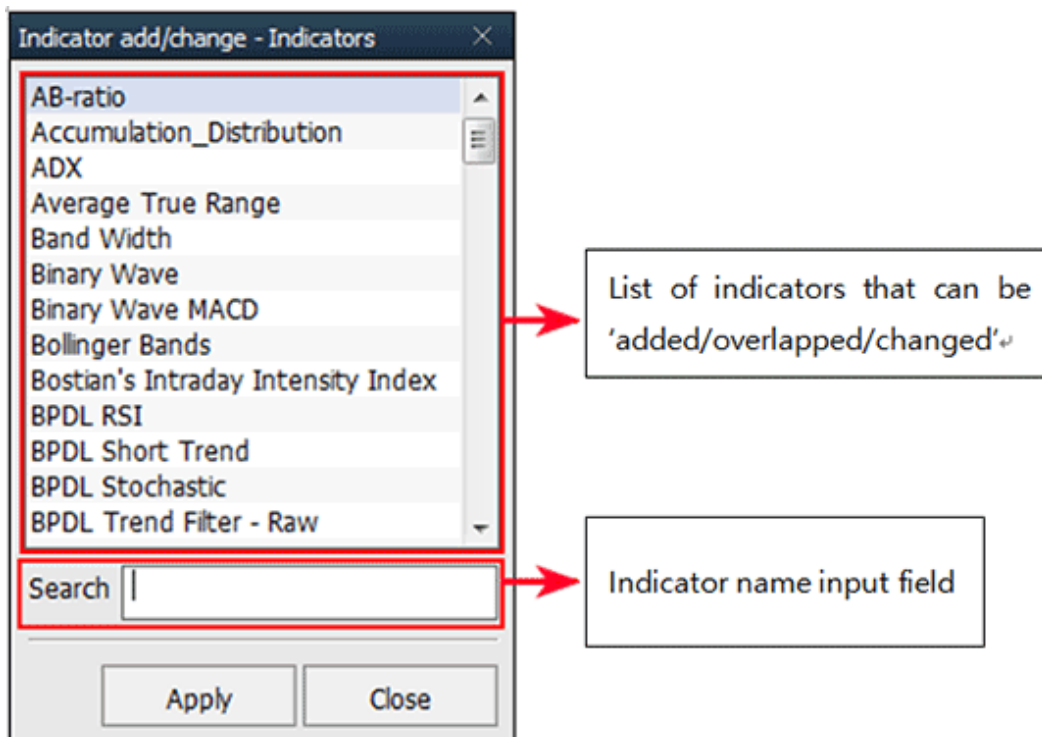 Indicator add/change - Indicators
AB-ratio
Accumulation_Distribution
ADX
Average True Range
Band Width
Binary Wave
Binary Wave MACD
Bollinger Bands
Bostian's Intraday Intensity Index
BPDL RSI
BPDL Short Trend
BPDL Stochastic
BPDL Trend Filter - Raw
Search
Apply
Close
List of indicators that can be
‘added/overlapped/changed’↵
Indicator name input field